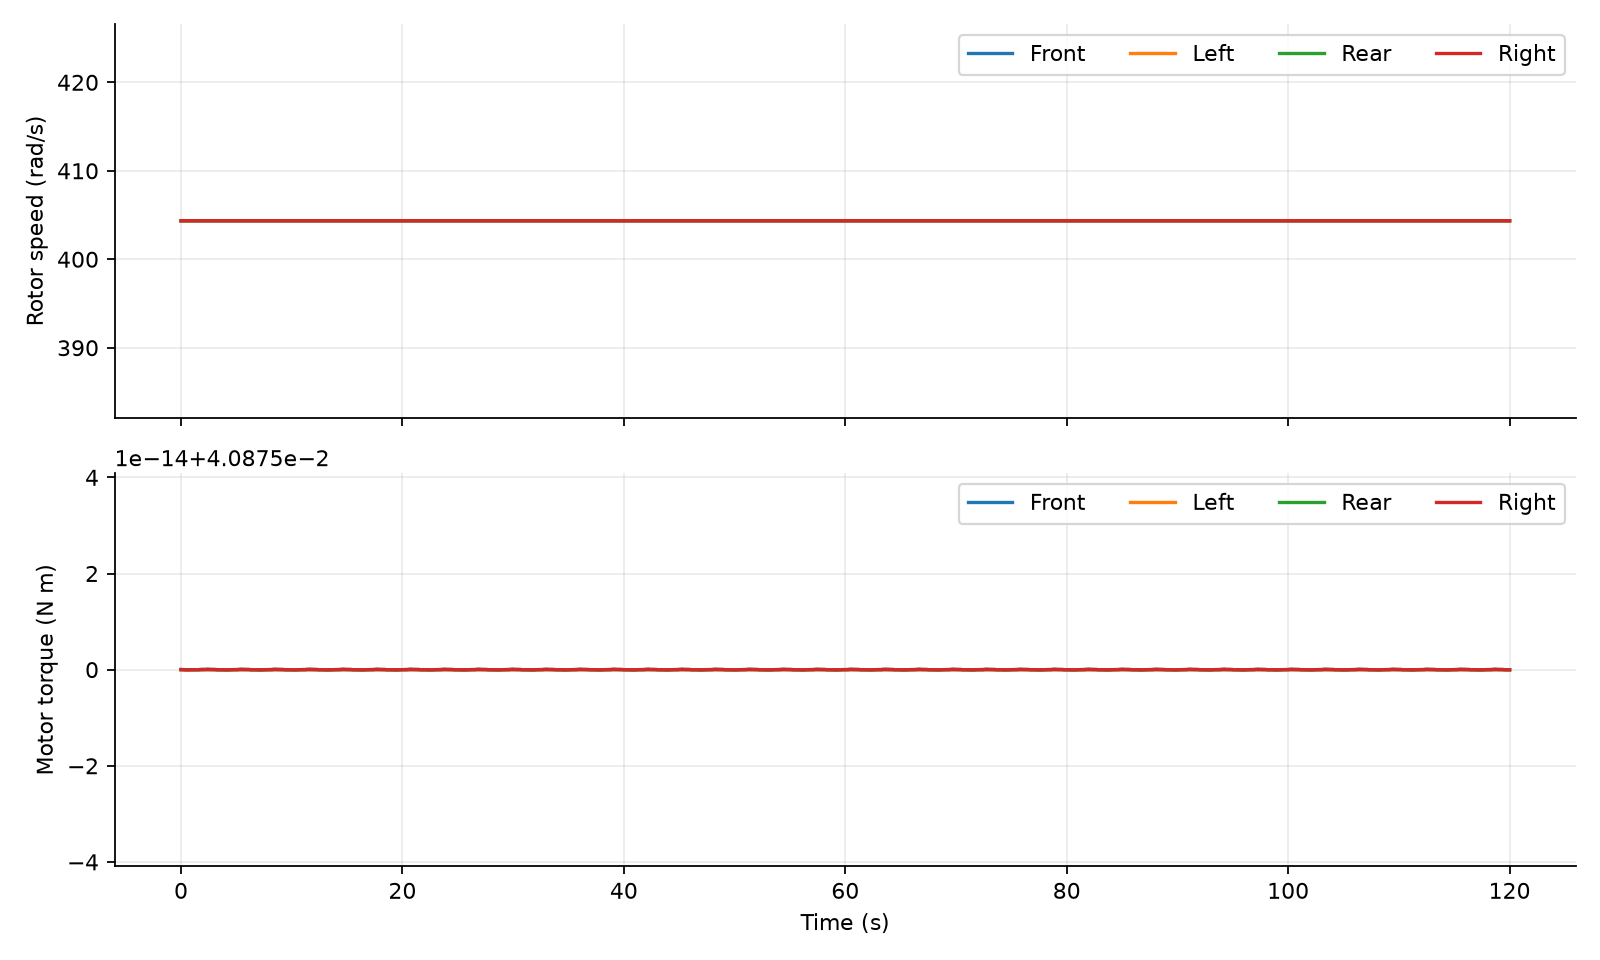 Front Left Rear Right
420
410
400
390
Rotor speed (rad/s)
1e−14+4.0875e−2
Front Left Rear Right
4
2
0
−2
−4
Motor torque (N m)
0 20 40 60 80 100 120
Time (s)